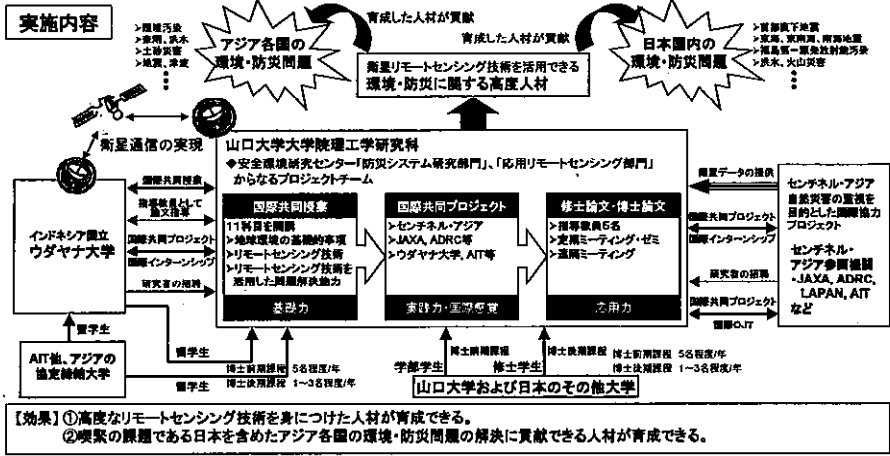 実施内容
育成した人材が貢献
育成した人材が貢献
>環境汚染
>土砂災害
>地震、津波
アジア各国の
環境・防災問題
日本国内の
環境・防災問題
>首都直下地震
>東海、東南海、南海地震
>福島第一原発放射能汚染
>洪水、火山災害
衛星リモートセンシング技術を活用できる
環境・防災に関する高度人材
衛星通信の実現
山口大学大学院理工学研究科
◆安全環境研究センター「防災システム研究部門」、「応用リモートセンシング部門」
からなるプロジェクトチーム
国際共同授業
11科目を開講
>地球環境の基礎的事項
>リモートセンシング技術
>リモートセンシング技術を
活用した問題解決能力
基礎力
国際共同プロジェクト
>センチネル・アジア
>JAXA, ADRC等
>ウダヤナ大学, AIT等
実践力・国際感覚
修士論文・博士論文
>指導教員6名
>定期ミーティング・ゼミ
>遠隔ミーティング
応用力
インドネシア国立
ウダヤナ大学
国際共同授業
指導教員として
論文指導
国際共同プロジェクト
国際インターンシップ
研究者の招聘
衛星データの提供
国際共同プロジェクト
国際インターンシップ
研究者の招聘
国際共同プロジェクト
国際OJT
センチネル・アジア
自然災害の監視を
目的とした国際協力
プロジェクト
センチネル・
アジア参画機関
・JAXA, ADRC,
LAPAN, AIT
など
留学生
AIT他、アジアの
協定締結大学
留学生
留学生
博士前期課程 5名程度/年
博士後期課程 1~3名程度/年
学部学生
博士前期課程
修士学生
博士後期課程
博士前期課程 5名程度/年
博士後期課程 1~3名程度/年
山口大学および日本のその他大学
【効果】①高度なリモートセンシング技術を身につけた人材が育成できる。
②喫緊の課題である日本を含めたアジア各国の環境・防災問題の解決に貢献できる人材が育成できる。